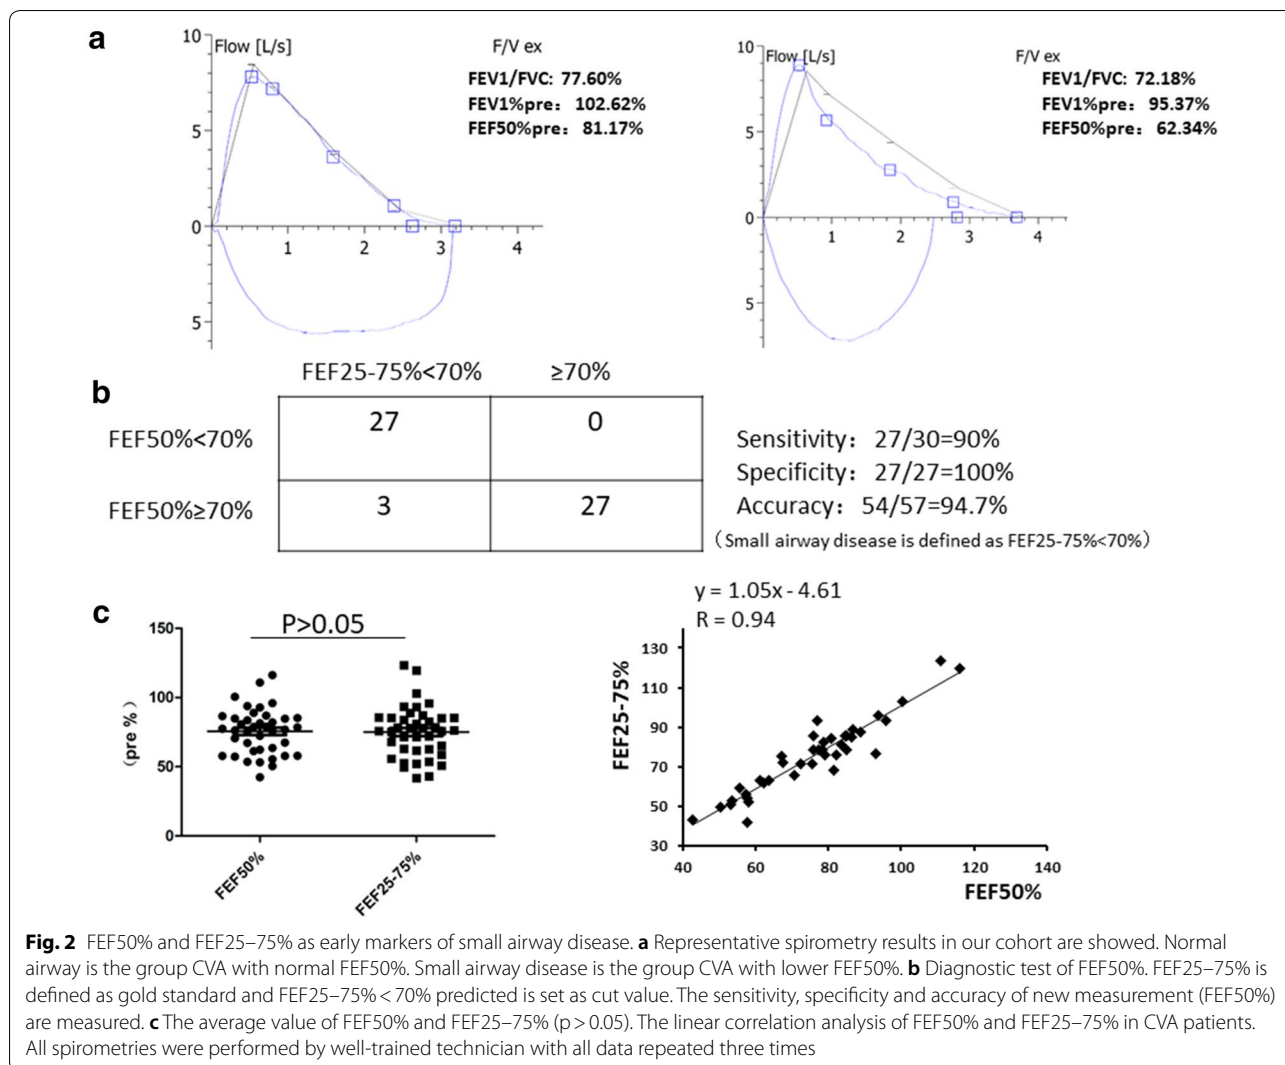 a
10
Flow [L/s]
F/V ex
FEV1/FVC: 77.60%
FEV1%pre: 102.62%
FEF50%pre: 81.17%
5
0
1
2
3
4
5
10
Flow [L/s]
F/V ex
FEV1/FVC: 72.18%
FEV1%pre: 95.37%
FEF50%pre: 62.34%
5
0
1
2
3
4
5
b
FEF25-75%<70%
≥70%
FEF50%<70%
27
0
FEF50%≥70%
3
27
Sensitivity: 27/30=90%
Specificity: 27/27=100%
Accuracy: 54/57=94.7%
(Small airway disease is defined as FEF25-75%<70%)
c
P>0.05
150
100
50
0
(pre %)
FEF50%
FEF25-75%
y = 1.05x - 4.61
R = 0.94
130
110
90
70
50
30
FEF25-75%
40
60
80
100
120
140
FEF50%
Fig. 2 FEF50% and FEF25–75% as early markers of small airway disease. a Representative spirometry results in our cohort are showed. Normal
airway is the group CVA with normal FEF50%. Small airway disease is the group CVA with lower FEF50%. b Diagnostic test of FEF50%. FEF25–75% is
defined as gold standard and FEF25–75% < 70% predicted is set as cut value. The sensitivity, specificity and accuracy of new measurement (FEF50%)
are measured. c The average value of FEF50% and FEF25–75% (p > 0.05). The linear correlation analysis of FEF50% and FEF25–75% in CVA patients.
All spirometries were performed by well-trained technician with all data repeated three times